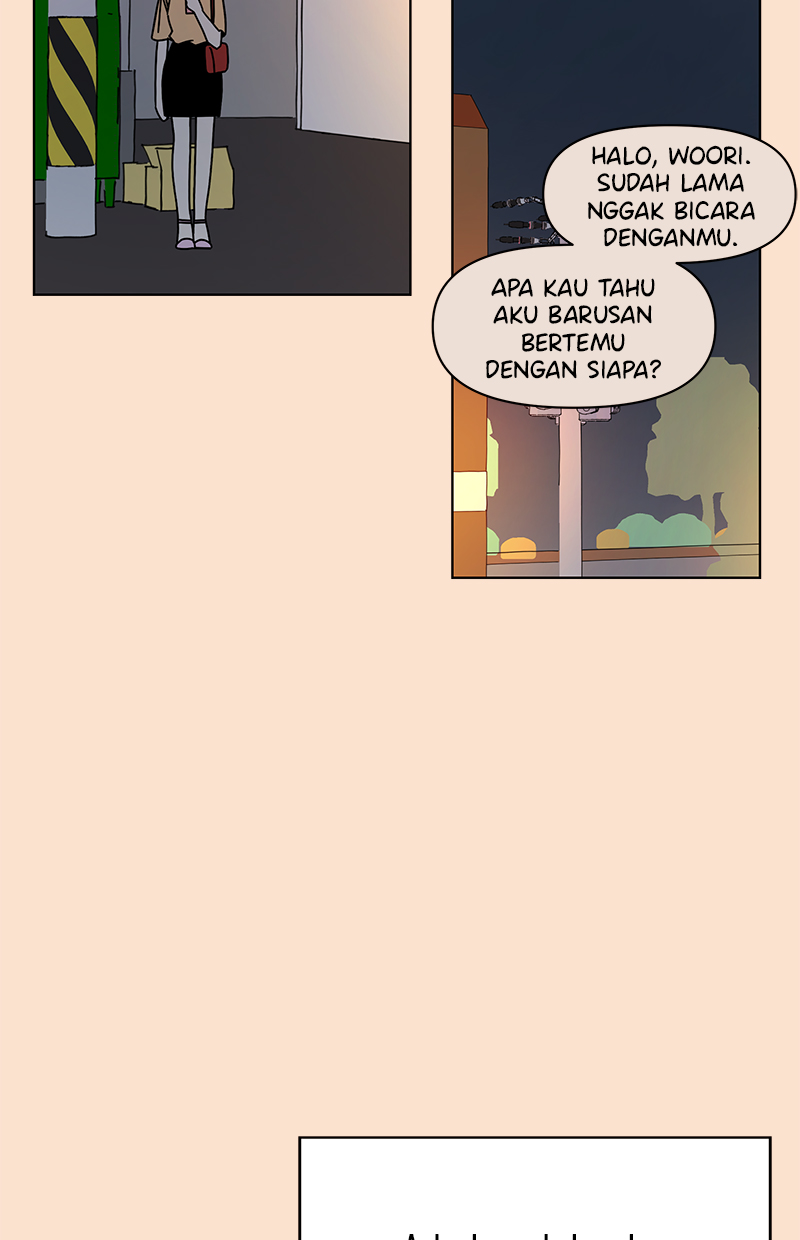 HALO, WOORI.
SUDAH LAMA
NGGAK BICARA
DENGANMU.
APA KAU TAHU
AKU BARUSAN
BERTEMU
DENGAN SIAPA?